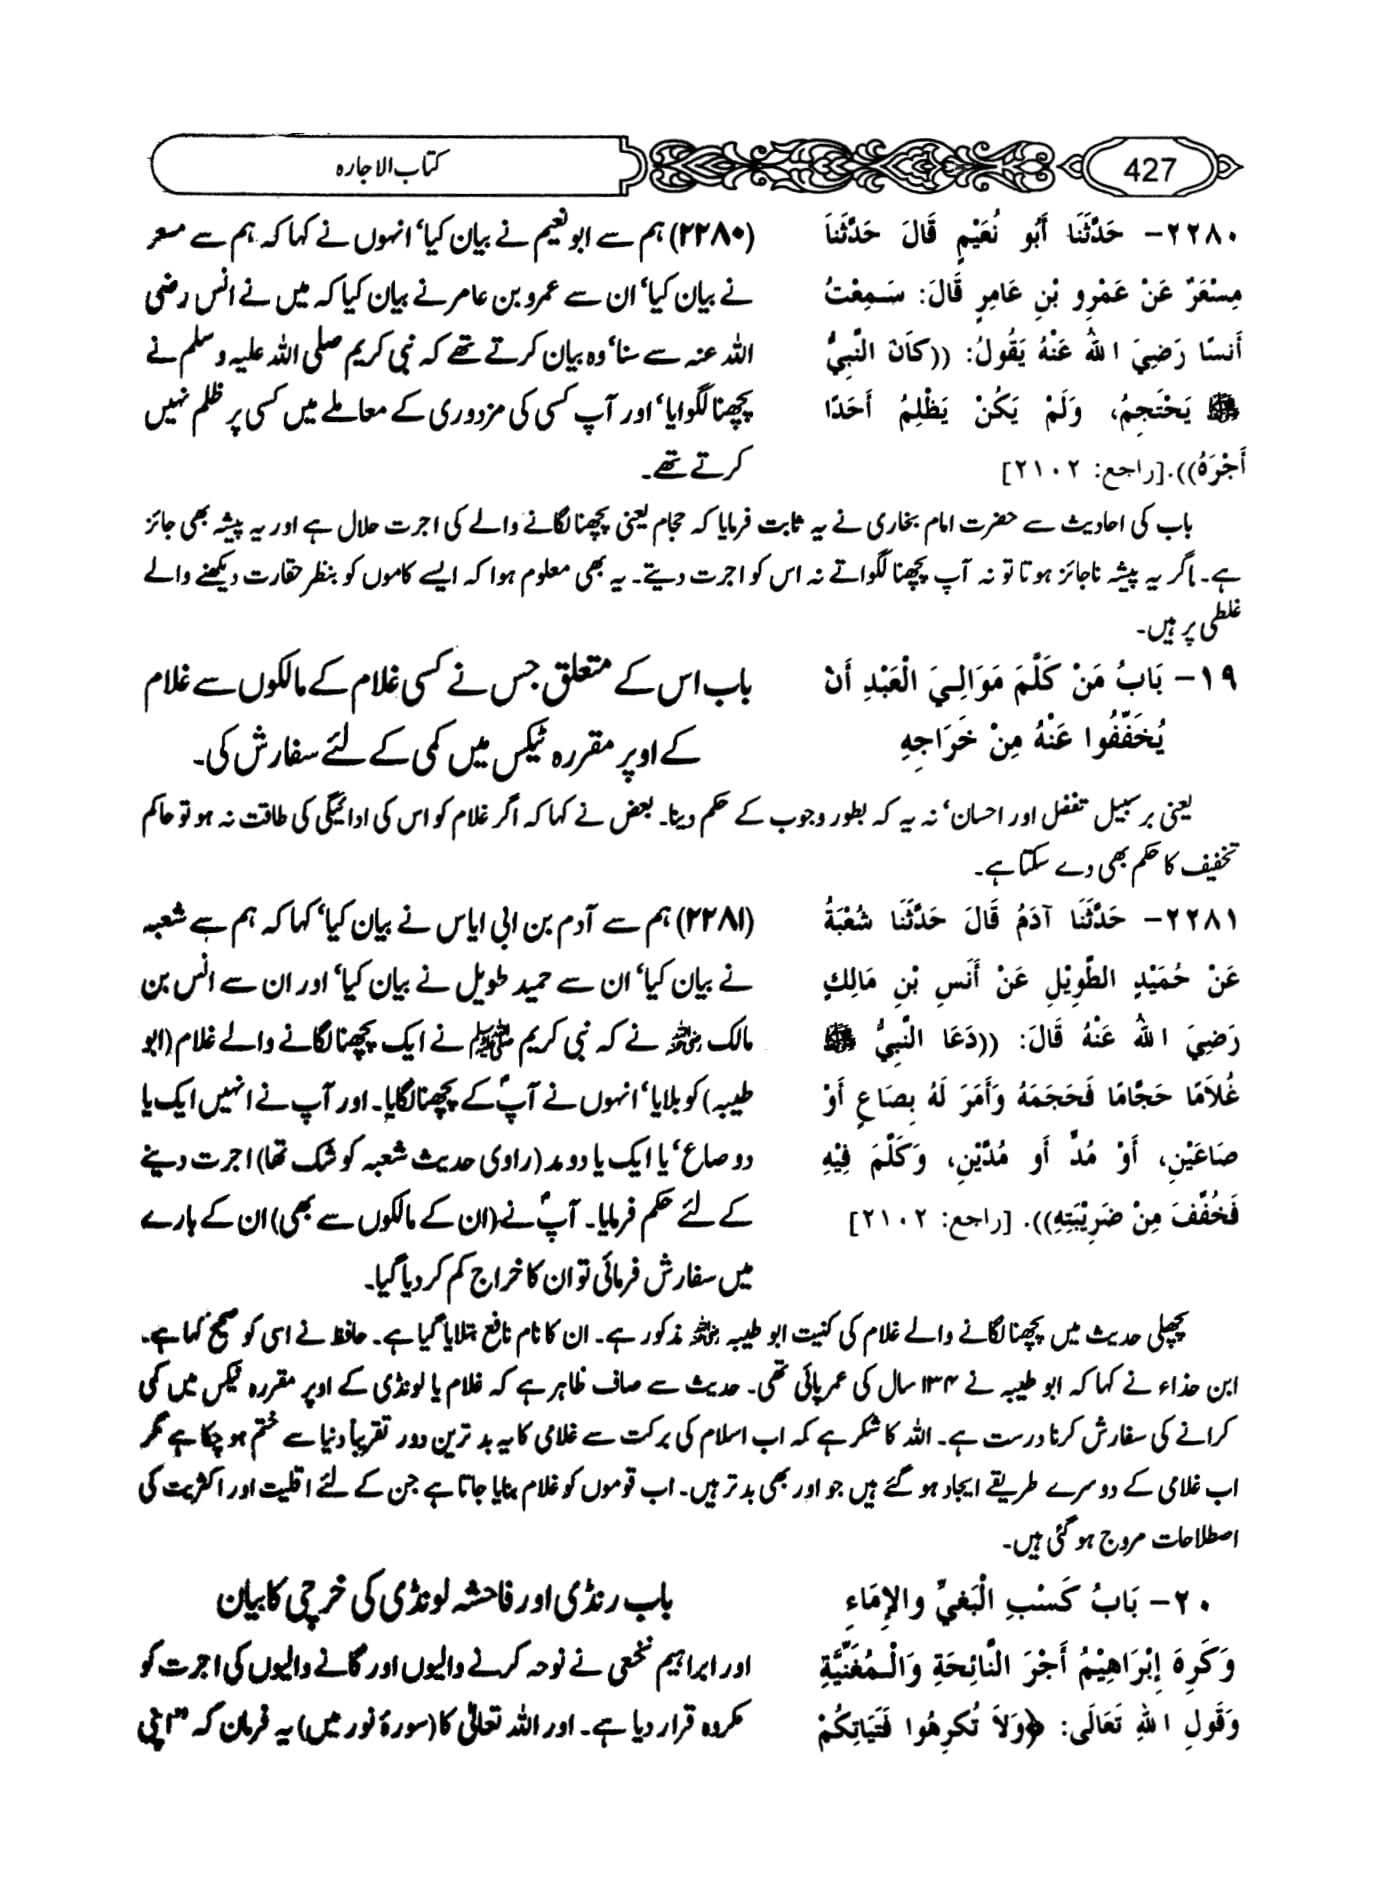 427
کتاب الاجارہ
٢٢٨٠- حَدَّثَنَا أَبُو نُعَيْمٍ قَالَ حَدَّثَنَا
مِسْعَرٌ عَنْ عَمْرِو بْنِ عَامِرٍ قَالَ: سَمِعْتُ
أَنسًا رَضِيَ اللهُ عَنْهُ يَقُولُ: ((كَانَ النَّبِيُّ
ﷺ يَحْتَجِمُ، وَلَمْ يَكُنْ يَظْلِمُ أَحَدًا
أَجْرَهُ)).[راجع: ٢١٠٢]
(۲۲۸۰) ہم سے ابو نعیم نے بیان کیا‘ انہوں نے کہا کہ ہم سے مسعر
نے بیان کیا‘ ان سے عمرو بن عامر نے بیان کیا کہ میں نے انس رضی
اللہ عنہ سے سنا‘ وہ بیان کرتے تھے کہ نبی کریم صلی اللہ علیہ و سلم نے
پچھنا لگوایا‘ اور آپ کسی کی مزدوری کے معاملے میں کسی پر ظلم نہیں
کرتے تھے۔
باب کی احادیث سے حضرت امام بخاری نے یہ ثابت فرمایا کہ حجام یعنی پچھنا لگانے والے کی اجرت حلال ہے اور یہ پیشہ بھی جائز
ہے۔ اگر یہ پیشہ ناجائز ہوتا تو نہ آپ پچھنا لگواتے نہ اس کو اجرت دیتے۔ یہ بھی معلوم ہوا کہ ایسے کاموں کو بنظر حقارت دیکھنے والے
غلطی پر ہیں۔
١٩- بَابُ مَنْ كَلَّمَ مَوَالِيَ الْعَبْدِ أَنْ
يُخَفِّفُوا عَنْهُ مِنْ خَرَاجِهِ
باب اس کے متعلق جس نے کسی غلام کے مالکوں سے غلام
کے اوپر مقررہ ٹیکس میں کمی کے لئے سفارش کی۔
یعنی بر سبیل تفضل اور احسان‘ نہ یہ کہ بطور وجوب کے حکم دینا۔ بعض نے کہا کہ اگر غلام کو اس کی ادائیگی کی طاقت نہ ہو تو حاکم
تخفیف کا حکم بھی دے سکتا ہے۔
٢٢٨١- حَدَّثَنَا آدَمُ قَالَ حَدَّثَنَا شُعْبَةُ
عَنْ حُمَيْدٍ الطَّوِيْلِ عَنْ أَنَسِ بْنِ مَالِكٍ
رَضِيَ اللهُ عَنْهُ قَالَ: ((دَعَا النَّبِيُّ ﷺ
غُلاَمًا حَجَّامًا فَحَجَمَهُ وَأَمَرَ لَهُ بِصَاعٍ أَوْ
صَاعَيْنِ، أَوْ مُدٍّ أَو مُدَّيْنِ، وَكَلَّمَ فِيْهِ
فَخُفِّفَ مِنْ ضَرِيْبَتِهِ)). [راجع: ٢١٠٢]
(۲۲۸۱) ہم سے آدم بن ابی ایاس نے بیان کیا‘ کہا کہ ہم سے شعبہ
نے بیان کیا‘ ان سے حمید طویل نے بیان کیا‘ اور ان سے انس بن
مالک رضی اللہ عنہ نے کہ نبی کریم ﷺ نے ایک پچھنا لگانے والے غلام (ابو
طیبہ) کو بلایا‘ انہوں نے آپؐ کے پچھنا لگایا۔ اور آپ نے انہیں ایک یا
دو صاع‘ یا ایک یا دو مد (راوی حدیث شعبہ کو شک تھا) اجرت دینے
کے لئے حکم فرمایا۔ آپؐ نے (ان کے مالکوں سے بھی) ان کے بارے
میں سفارش فرمائی تو ان کا خراج کم کر دیا گیا۔
پچھلی حدیث میں پچھنا لگانے والے غلام کی کنیت ابو طیبہ رضی اللہ عنہ مذکور ہے۔ ان کا نام نافع بتلایا گیا ہے۔ حافظ نے اسی کو صحیح کہا ہے۔
ابن حذاء نے کہا کہ ابو طیبہ نے ۱۳۴ سال کی عمر پائی تھی۔ حدیث سے صاف ظاہر ہے کہ غلام یا لونڈی کے اوپر مقررہ ٹیکس میں کمی
کرانے کی سفارش کرنا درست ہے۔ اللہ کا شکر ہے کہ اب اسلام کی برکت سے غلامی کا یہ بد ترین دور تقریباً دنیا سے ختم ہو چکا ہے مگر
اب غلامی کے دوسرے طریقے ایجاد ہو گئے ہیں جو اور بھی بد تر ہیں۔ اب قوموں کو غلام بنایا جاتا ہے جن کے لئے اقلیت اور اکثریت کی
اصطلاحات مروج ہو گئی ہیں۔
٢٠- بَابُ كَسْبِ الْبَغِيِّ وَالإِمَاءِ
وَكَرِهَ إِبْرَاهِيْمُ أَجْرَ النَّائِحَةِ وَالْـمُغَنِّيَّةِ
وَقَولِ اللهِ تَعَالَى: ﴿وَلاَ تُكرِهُوا فَتَيَاتِكُمْ
باب رنڈی اور فاحشہ لونڈی کی خرچی کا بیان
اور ابراہیم نخعی نے نوحہ کرنے والیوں اور گانے والیوں کی اجرت کو
مکروہ قرار دیا ہے۔ اور اللہ تعالیٰ کا (سورۂ نور میں) یہ فرمان کہ "اپنی